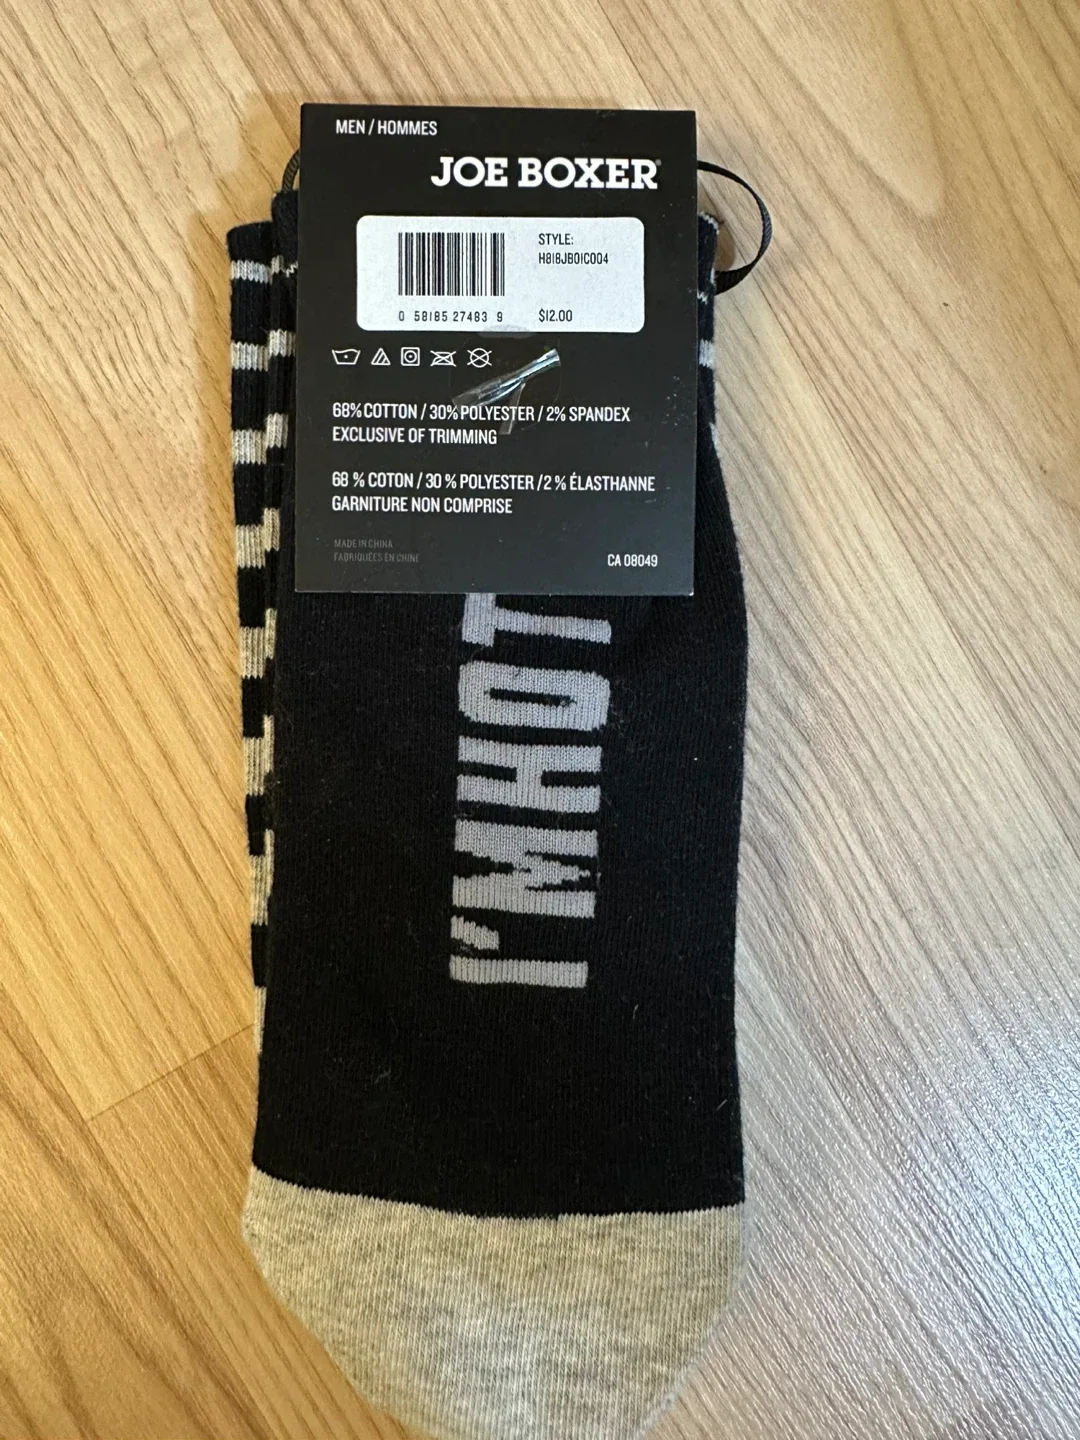 MEN / HOMMES
JOE BOXER®
STYLE:
H818JB01C004
0 58185 27483 9
$12.00
68% COTTON / 30% POLYESTER / 2% SPANDEX
EXCLUSIVE OF TRIMMING
68 % COTON / 30 % POLYESTER / 2 % ÉLASTHANNE
GARNITURE NON COMPRISE
MADE IN CHINA
FABRIQUÉES EN CHINE
CA 08049
I'M HOT